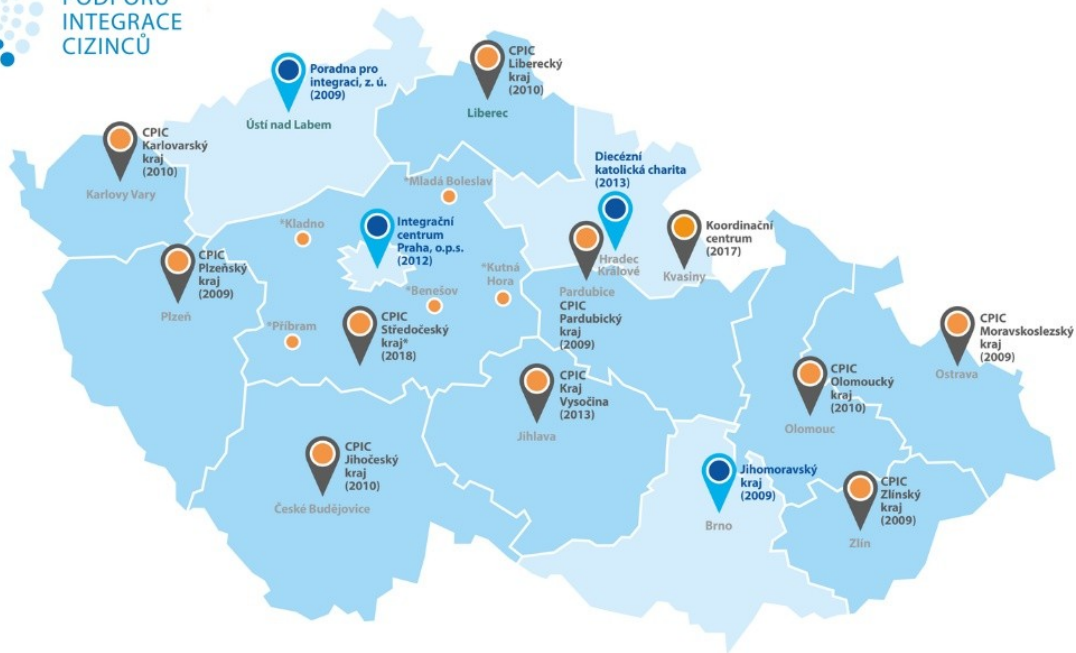 PODPORU
INTEGRACE
CIZINCŮ
Poradna pro
integraci, z. ú.
(2009)
Ústí nad Labem
CPIC
Liberecký
kraj
(2010)
Liberec
CPIC
Karlovarský
kraj
(2010)
Karlovy Vary
Diecézní
katolická charita
(2013)
Hradec
Králové
Koordinační
centrum
(2017)
Kvasiny
*Mladá Boleslav
*Kladno
Integrační
centrum
Praha, o.p.s.
(2012)
CPIC
Plzeňský
kraj
(2009)
Plzeň
*Kutná
Hora
*Benešov
*Příbram
CPIC
Středočeský
kraj*
(2018)
Pardubice
CPIC
Pardubický
kraj
(2009)
CPIC
Moravskoslezský
kraj
(2009)
Ostrava
CPIC
Kraj
Vysočina
(2013)
Jihlava
CPIC
Olomoucký
kraj
(2010)
Olomouc
CPIC
Jihočeský
kraj
(2010)
České Budějovice
Jihomoravský
kraj
(2009)
Brno
CPIC
Zlínský
kraj
(2009)
Zlín